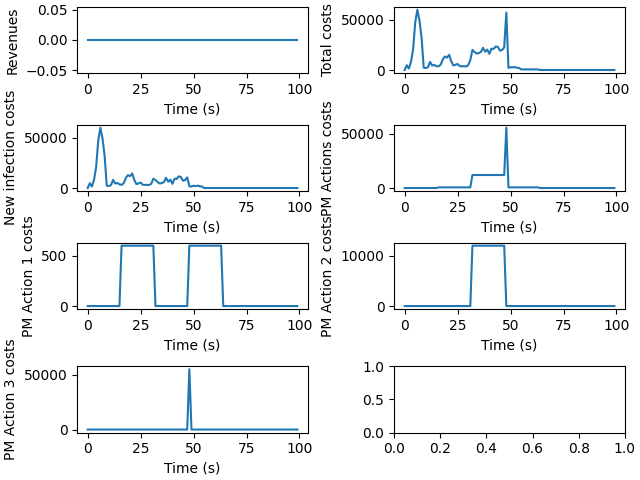 Revenues
0.05
0.00
−0.05
0 25 50 75 100
Time (s)
Total costs
50000
0
0 25 50 75 100
Time (s)
New infection costs
50000
0
0 25 50 75 100
Time (s)
PM Actions costs
50000
0
0 25 50 75 100
Time (s)
PM Action 1 costs
500
0
0 25 50 75 100
Time (s)
PM Action 2 costs
10000
0
0 25 50 75 100
Time (s)
PM Action 3 costs
50000
0
0 25 50 75 100
Time (s)
1.0
0.5
0.0
0.0 0.2 0.4 0.6 0.8 1.0